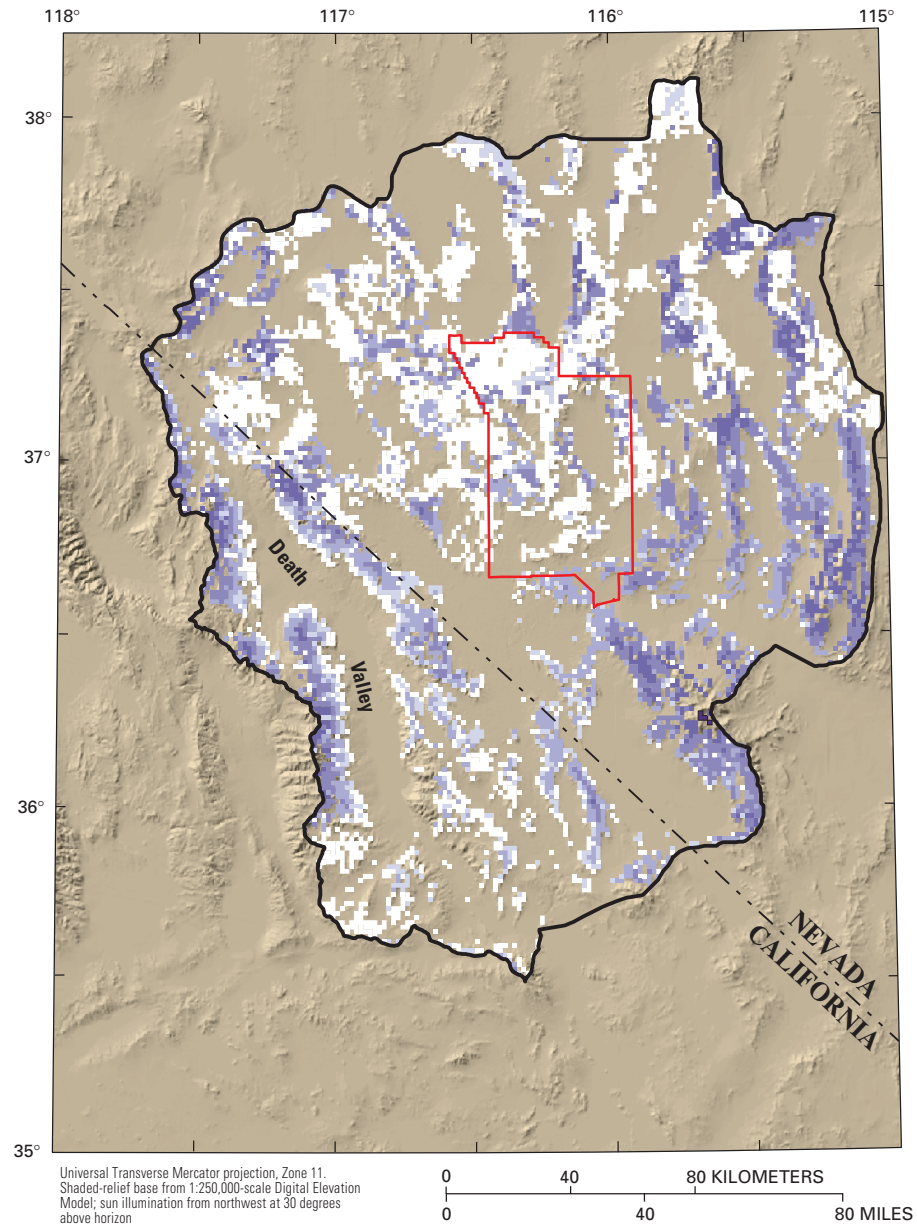 118°
117°
116°
115°
38°
37°
Death
Valley
36°
NEVADA
CALIFORNIA
35°
Universal Transverse Mercator projection, Zone 11.
Shaded-relief base from 1:250,000-scale Digital Elevation
Model; sun illumination from northwest at 30 degrees
above horizon
0 40 80 KILOMETERS
0 40 80 MILES